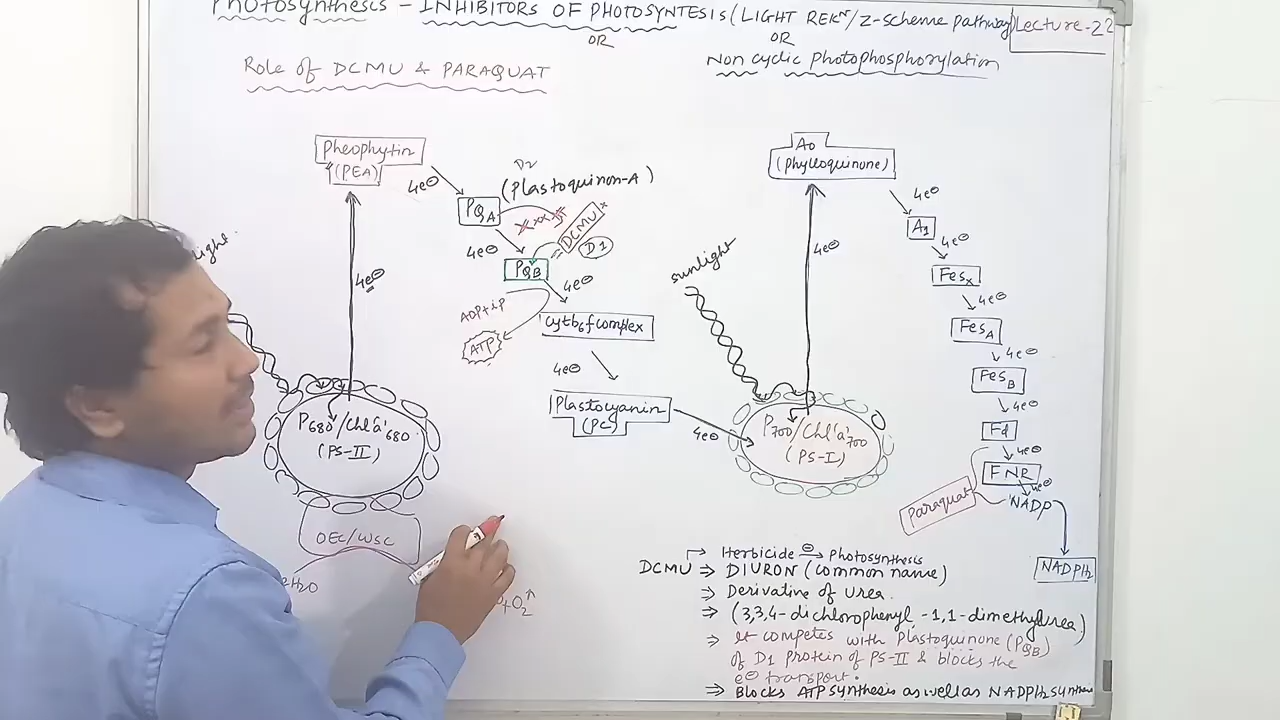 Photosynthesis - INHIBITORS OF PHOTOSYNTESIS (LIGHT REKⁿ/Z-scheme pathway)
Lecture-22
OR
OR
Non cyclic photophosphorylation
Role of DCMU & PARAQUAT
Pheophytin
(PEA)
4e⊖
D2
(Plastoquinon-A)
PQA
DCMU
D1
4e⊖
PQB
4e⊖
ADP+iP
ATP
Cytb6f complex
4e⊖
Plastocyanin
(PC)
4e⊖
4e⊖
light
P680/Chl'a'680
(PS-II)
OEC/WSC
H2O
+O2↑
A0
(phylloquinone)
4e⊖
A1
4e⊖
Fesx
4e⊖
FesA
4e⊖
FesB
4e⊖
Fd
4e⊖
FNR
4e⊖
NADP
NADPH2
Paraquat
sunlight
4e⊖
P700/Chl'a'700
(PS-I)
Herbicide ⊖→ Photosynthesis
DCMU ⇒ DIURON (common name)
⇒ Derivative of urea.
⇒ (3,3,4-dichlorophenyl -1,1-dimethylurea)
⇒ It competes with plastoquinone (PQB)
of D1 protein of PS-II & blocks the
e⊖ transport.
⇒ Blocks ATP synthesis as well as NADPH2 synthesis